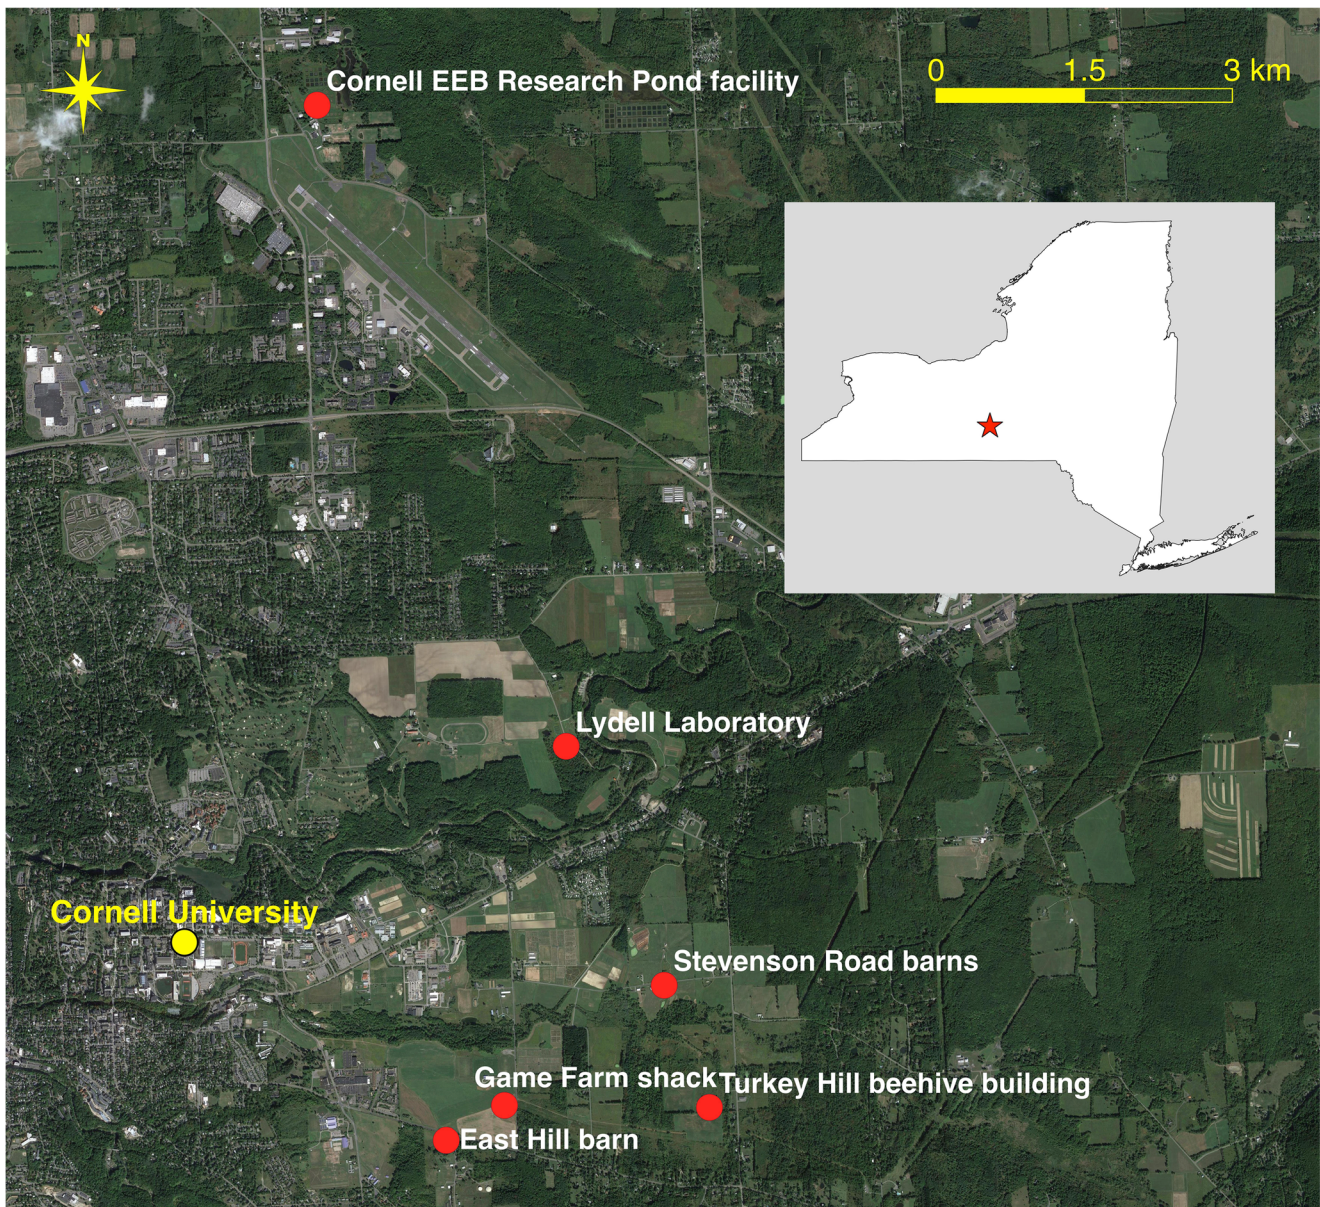 N
Cornell EEB Research Pond facility
0 1.5 3 km
Lydell Laboratory
Cornell University
Stevenson Road barns
Game Farm shack
Turkey Hill beehive building
East Hill barn